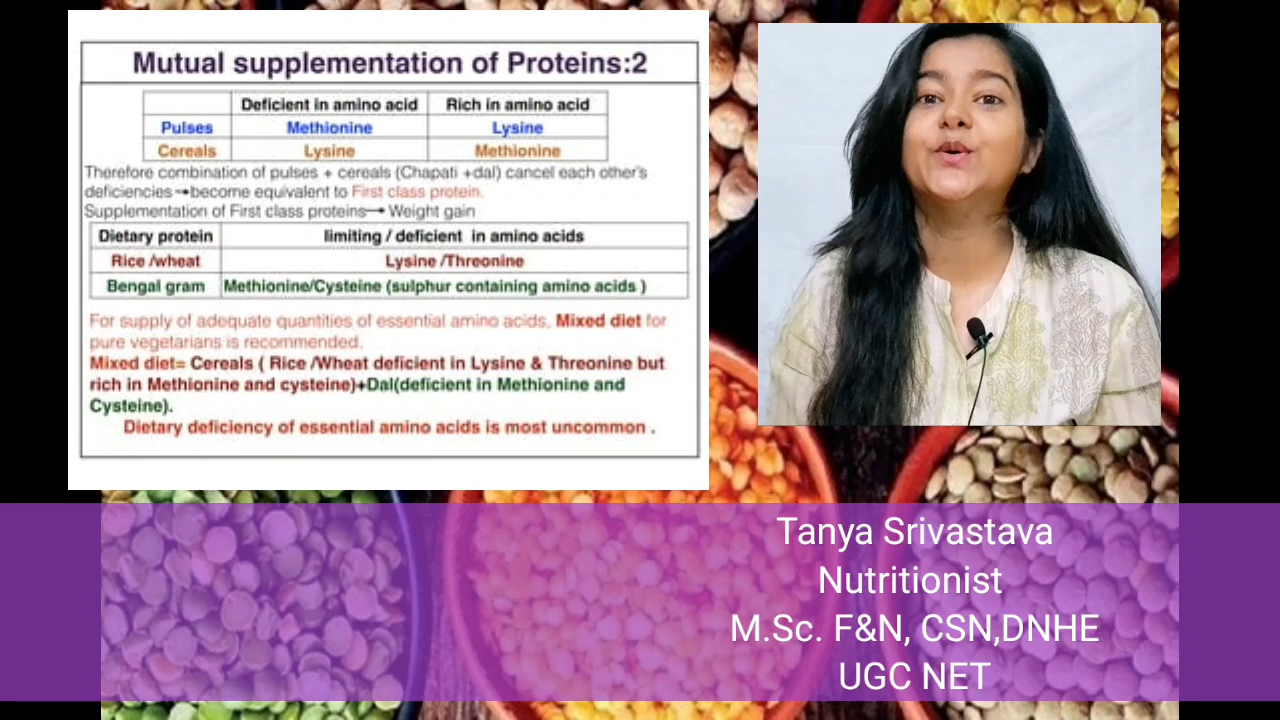 Mutual supplementation of Proteins:2
Deficient in amino acid Rich in amino acid
Pulses Methionine Lysine
Cereals Lysine Methionine
Therefore combination of pulses + cereals (Chapati +dal) cancel each other's
deficiencies →become equivalent to First class protein.
Supplementation of First class proteins→ Weight gain
Dietary protein limiting / deficient in amino acids
Rice /wheat Lysine /Threonine
Bengal gram Methionine/Cysteine (sulphur containing amino acids )
For supply of adequate quantities of essential amino acids, Mixed diet for
pure vegetarians is recommended.
Mixed diet= Cereals ( Rice /Wheat deficient in Lysine & Threonine but
rich in Methionine and cysteine)+Dal(deficient in Methionine and
Cysteine).
Dietary deficiency of essential amino acids is most uncommon .
Tanya Srivastava
Nutritionist
M.Sc. F&N, CSN,DNHE
UGC NET